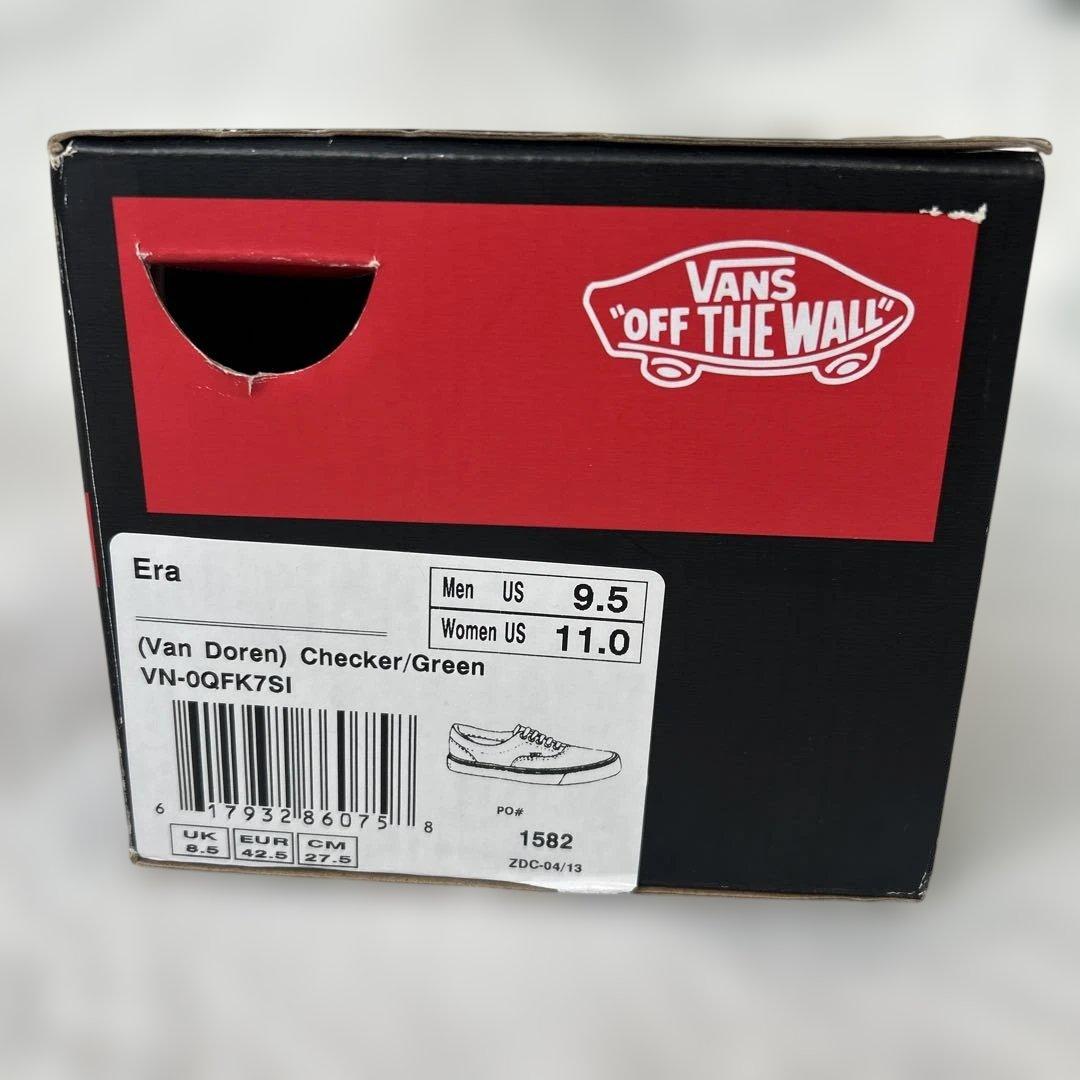 VANS
"OFF THE WALL"
Era
Men US 9.5
Women US 11.0
(Van Doren) Checker/Green
VN-0QFK7SI
6 17932 86075 8
PO#
1582
UK 8.5
EUR 42.5
CM 27.5
ZDC-04/13